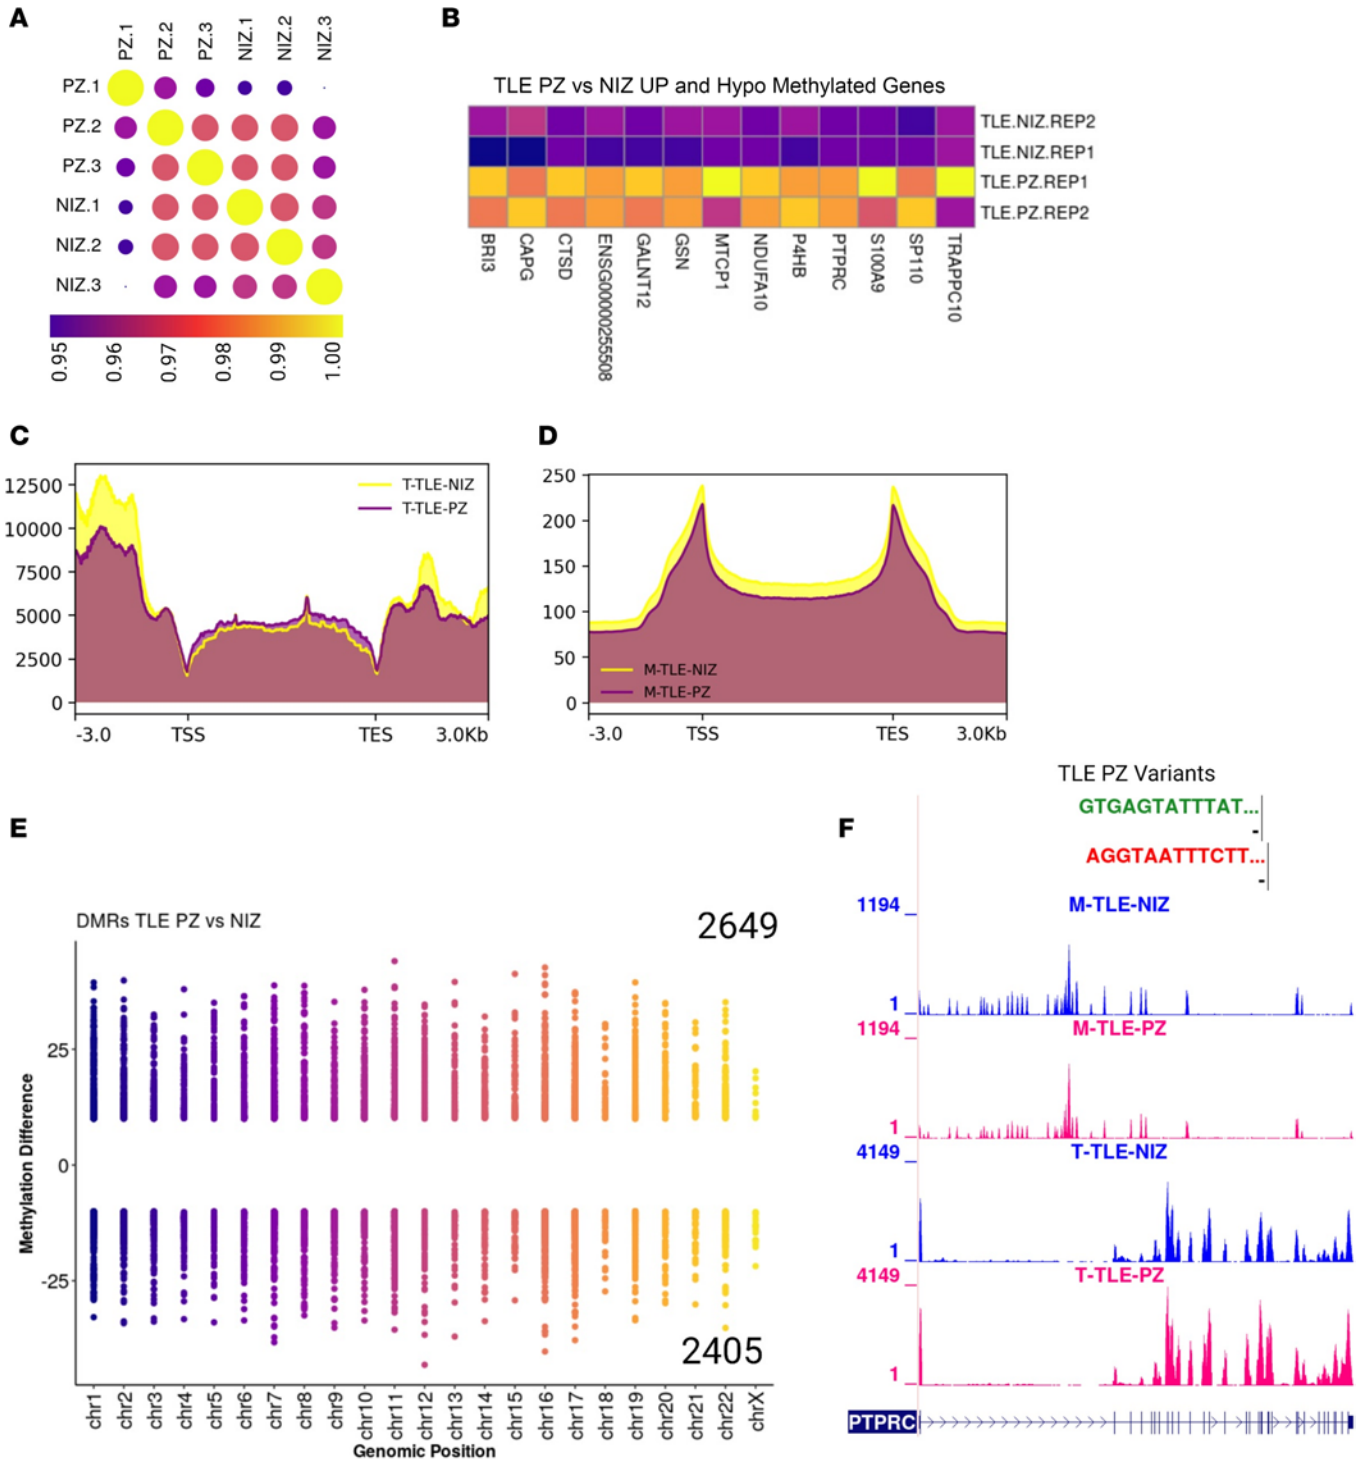 A
PZ.1
PZ.2
PZ.3
NIZ.1
NIZ.2
NIZ.3
PZ.1
PZ.2
PZ.3
NIZ.1
NIZ.2
NIZ.3
0.95
0.96
0.97
0.98
0.99
1.00
B
TLE PZ vs NIZ UP and Hypo Methylated Genes
TLE.NIZ.REP2
TLE.NIZ.REP1
TLE.PZ.REP1
TLE.PZ.REP2
BRI3
CAPG
CTSD
ENSG00000255508
GALNT12
GSN
MTCP1
NDUFA10
P4HB
PTPRC
S100A9
SP110
TRAPPC10
C
12500
10000
7500
5000
2500
0
T-TLE-NIZ
T-TLE-PZ
-3.0
TSS
TES
3.0Kb
D
250
200
150
100
50
0
M-TLE-NIZ
M-TLE-PZ
-3.0
TSS
TES
3.0Kb
E
DMRs TLE PZ vs NIZ
2649
Methylation Difference
25
0
-25
2405
chr1
chr2
chr3
chr4
chr5
chr6
chr7
chr8
chr9
chr10
chr11
chr12
chr13
chr14
chr15
chr16
chr17
chr18
chr19
chr20
chr21
chr22
chrX
Genomic Position
F
TLE PZ Variants
GTGAGTATTTAT...
-
AGGTAATTTCTT...
-
1194
M-TLE-NIZ
1
1194
M-TLE-PZ
1
4149
T-TLE-NIZ
1
4149
T-TLE-PZ
1
PTPRC